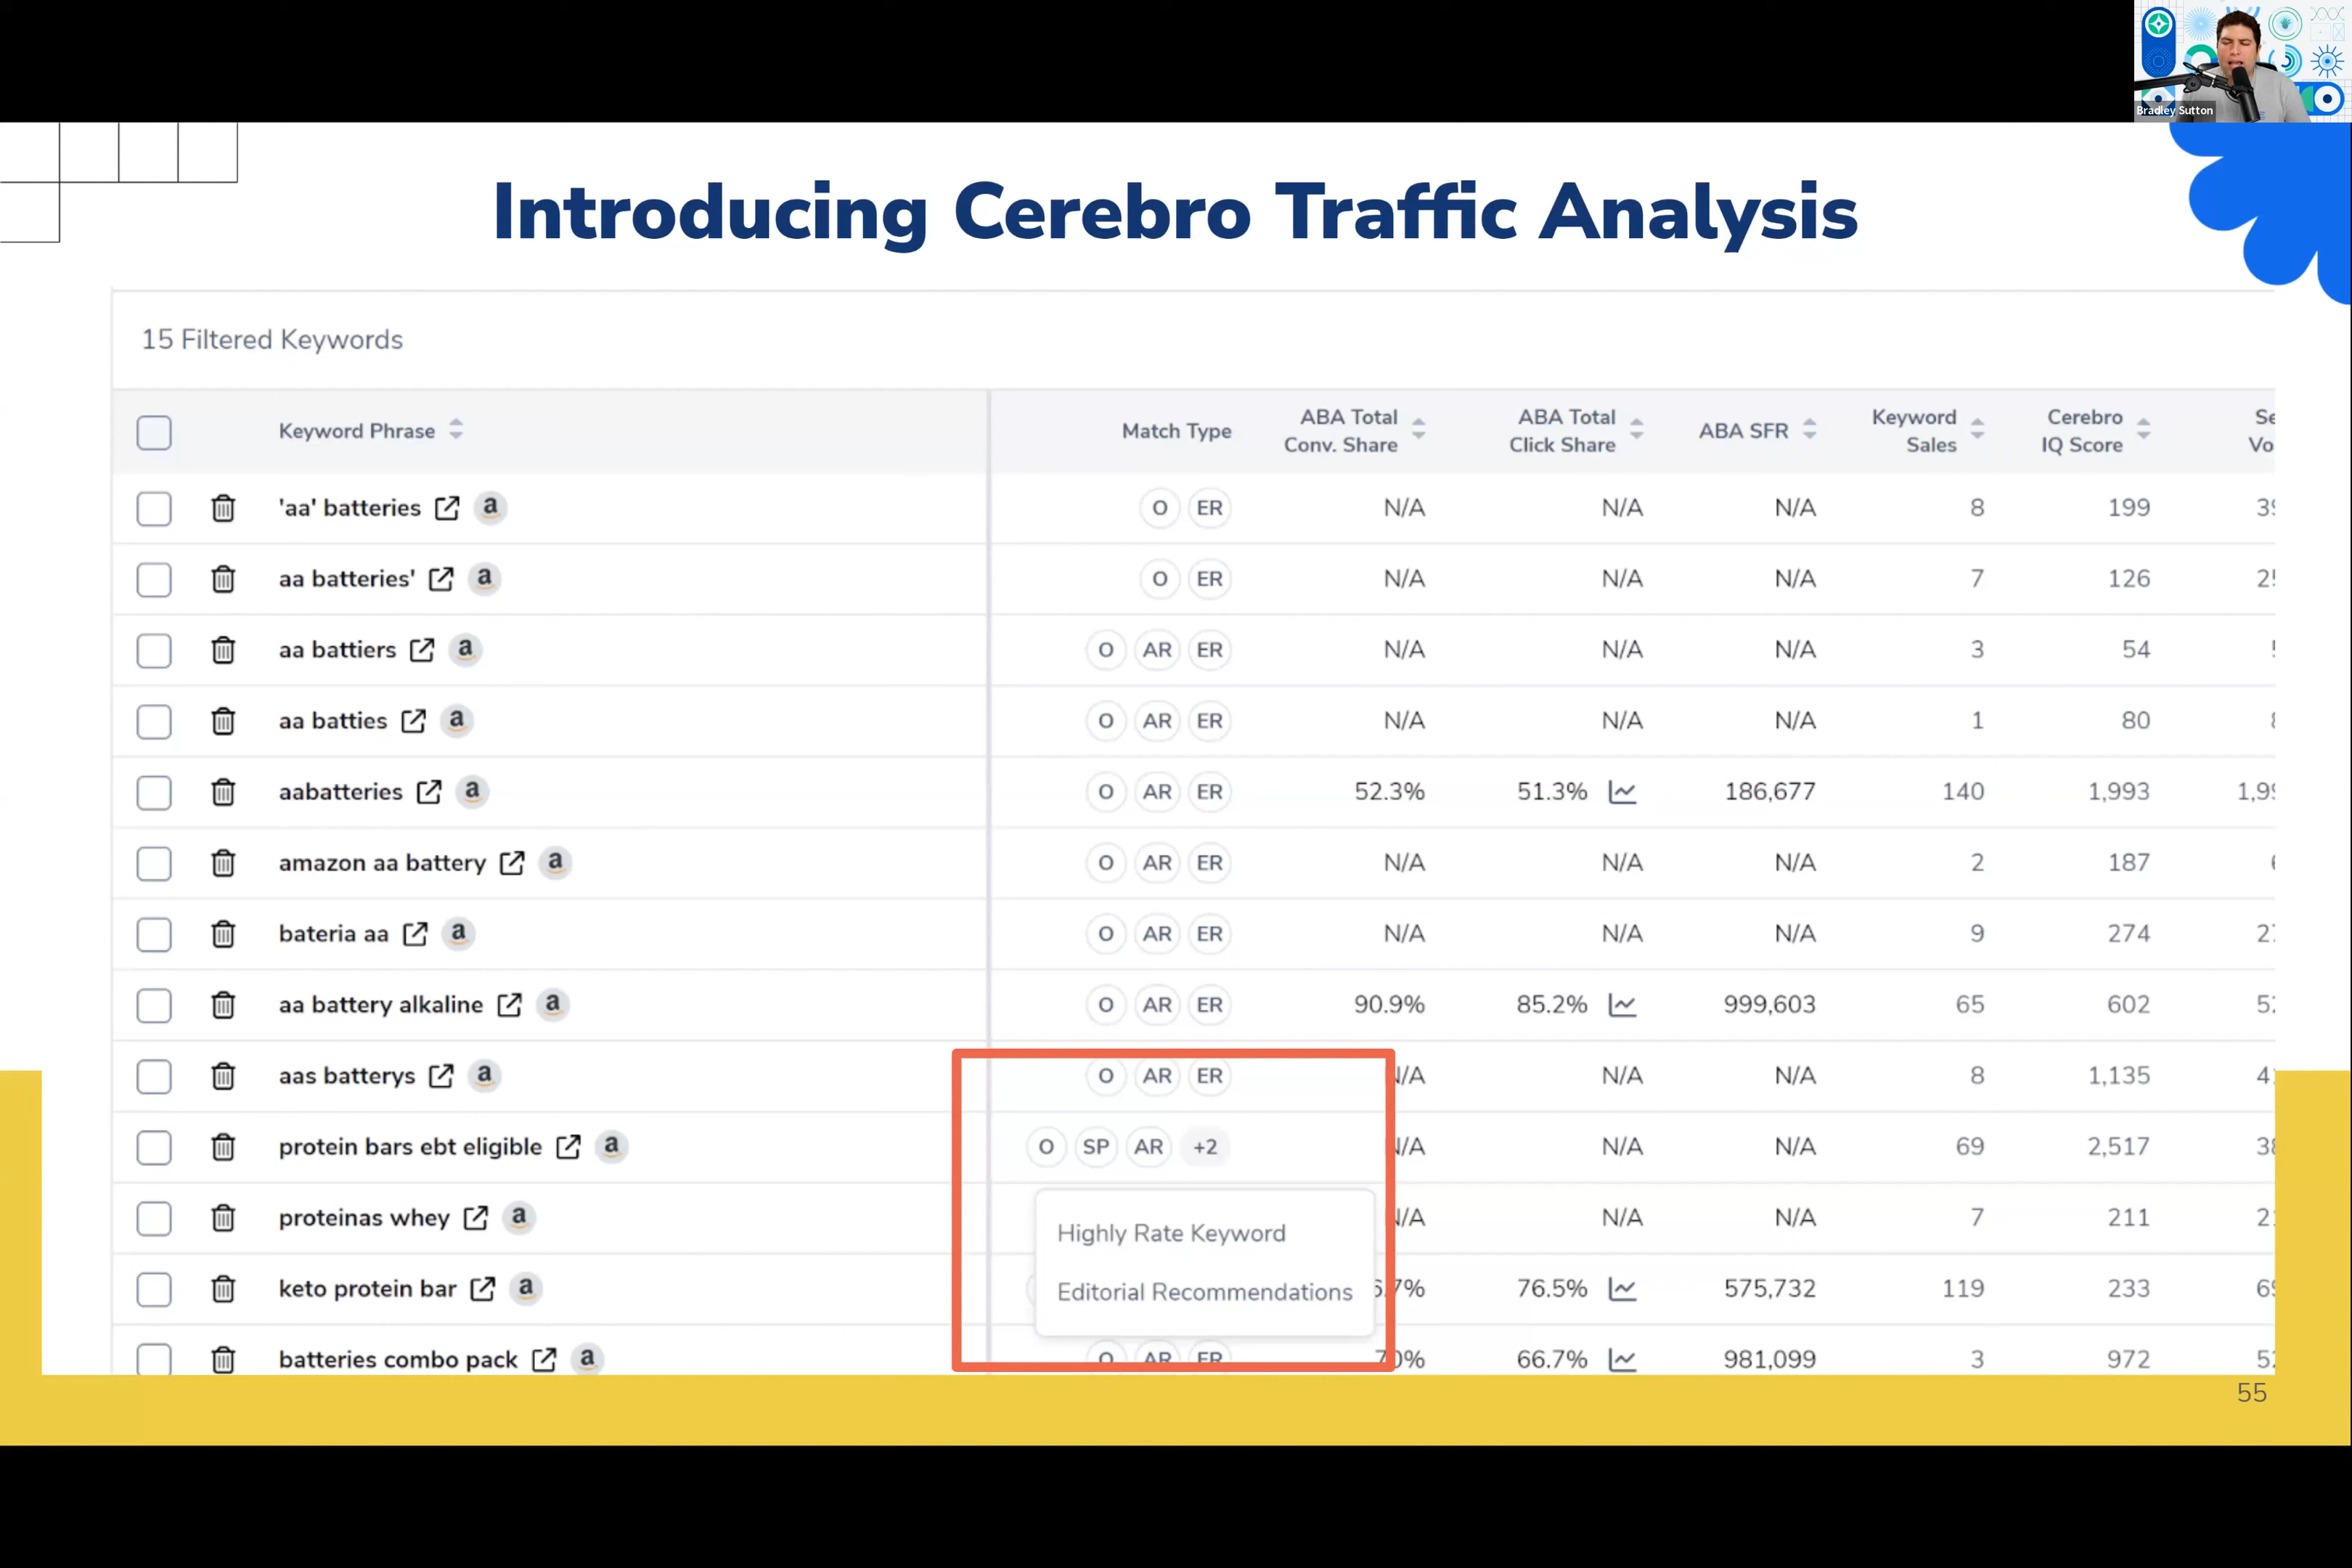 Bradley Sutton
Introducing Cerebro Traffic Analysis
15 Filtered Keywords
Keyword Phrase Match Type ABA Total Conv. Share ABA Total Click Share ABA SFR Keyword Sales Cerebro IQ Score
'aa' batteries a O ER N/A N/A N/A 8 199
aa batteries' a O ER N/A N/A N/A 7 126
aa battiers a O AR ER N/A N/A N/A 3 54
aa batties a O AR ER N/A N/A N/A 1 80
aabatteries a O AR ER 52.3% 51.3% 186,677 140 1,993
amazon aa battery a O AR ER N/A N/A N/A 2 187
bateria aa a O AR ER N/A N/A N/A 9 274
aa battery alkaline a O AR ER 90.9% 85.2% 999,603 65 602
aas batterys a O AR ER N/A N/A N/A 8 1,135
protein bars ebt eligible a O SP AR +2 N/A N/A N/A 69 2,517
Highly Rate Keyword
Editorial Recommendations
proteinas whey a N/A N/A N/A 7 211
keto protein bar a 76.5% 575,732 119 233
batteries combo pack a O AR ER 70% 66.7% 981,099 3 972
55